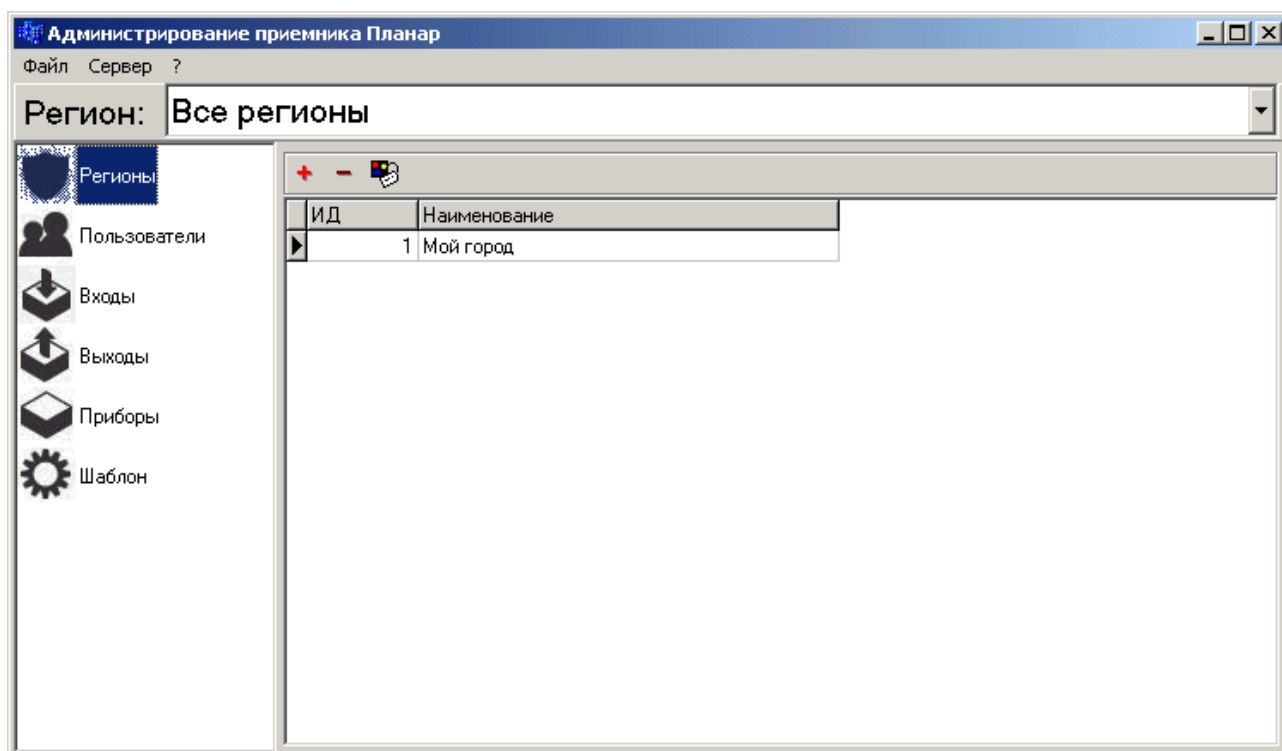 Администрирование приемника Планар
Файл Сервер ?
Регион: Все регионы
Регионы
Пользователи
Входы
Выходы
Приборы
Шаблон
ИД Наименование
1 Мой город